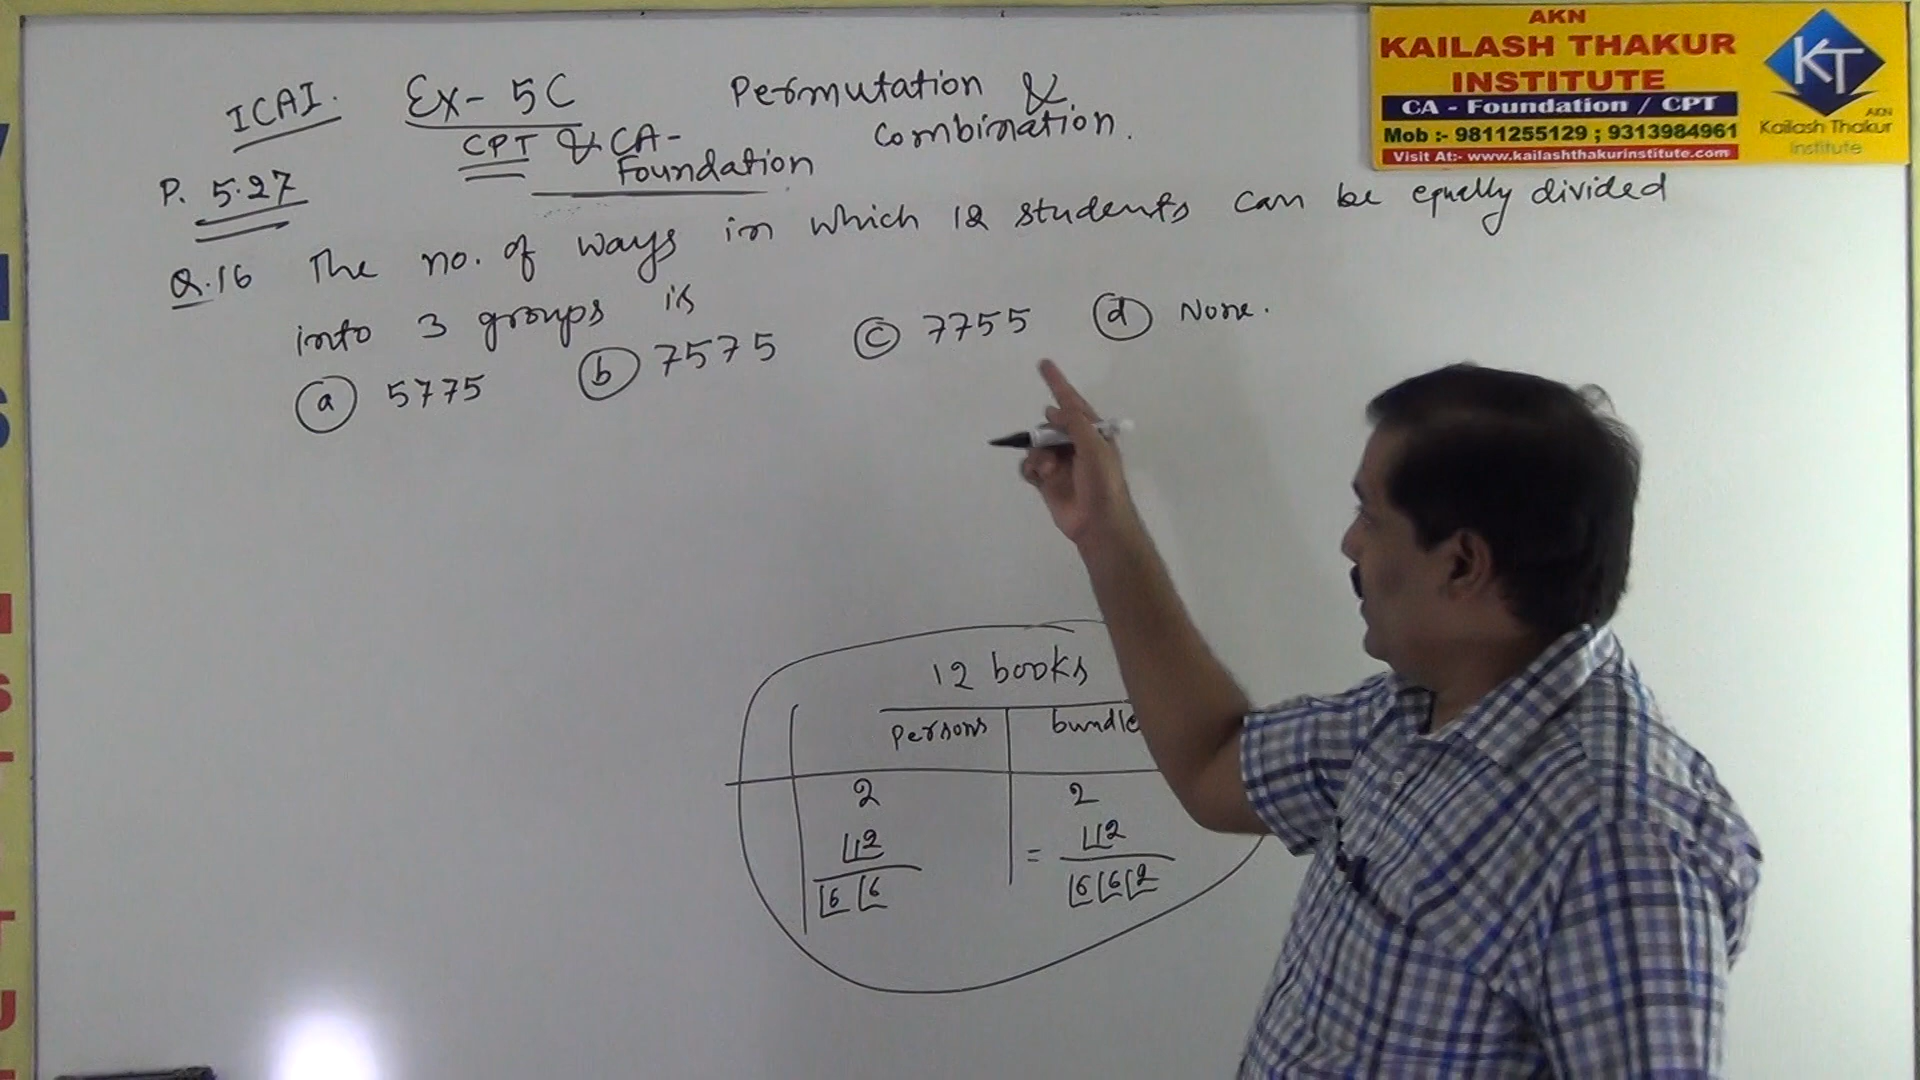 ICAI. Ex- 5C Permutation &
CPT & CA- Combination.
Foundation
P. 5.27
Q.16 The no. of ways in which 12 students can be equally divided
into 3 groups is
(a) 5775 (b) 7575 (c) 7755 (d) None.
12 books
Persons bundle
2 2
|12 = |12
|6 |6 |6 |6 |2
AKN
KAILASH THAKUR
INSTITUTE
CA - Foundation / CPT
Mob :- 9811255129 ; 9313984961
Visit At:- www.kailashthakurinstitute.com
KT
AKN
Kailash Thakur
Institute